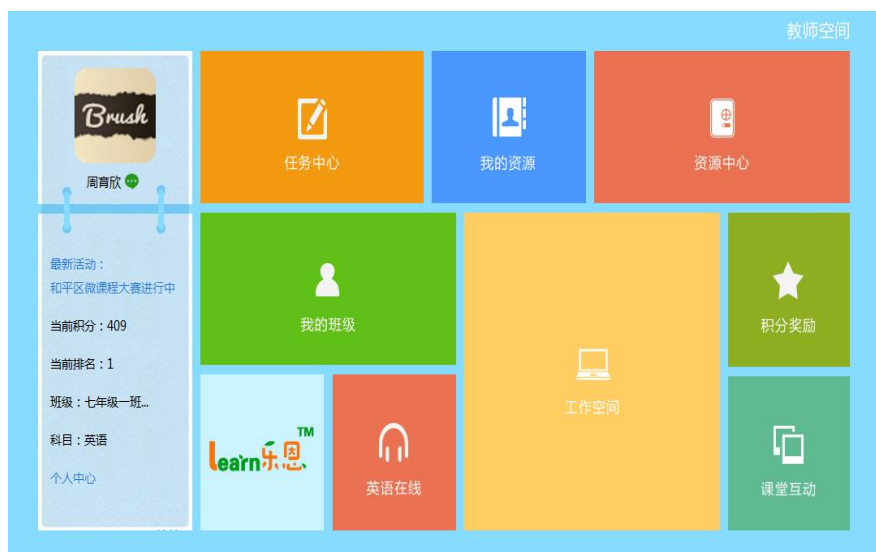 教师空间
Brush
周育欣
最新活动：
和平区微课程大赛进行中
当前积分：409
当前排名：1
班级：七年级一班...
科目：英语
个人中心
任务中心
我的资源
资源中心
我的班级
工作空间
积分奖励
learn乐恩 TM
英语在线
课堂互动